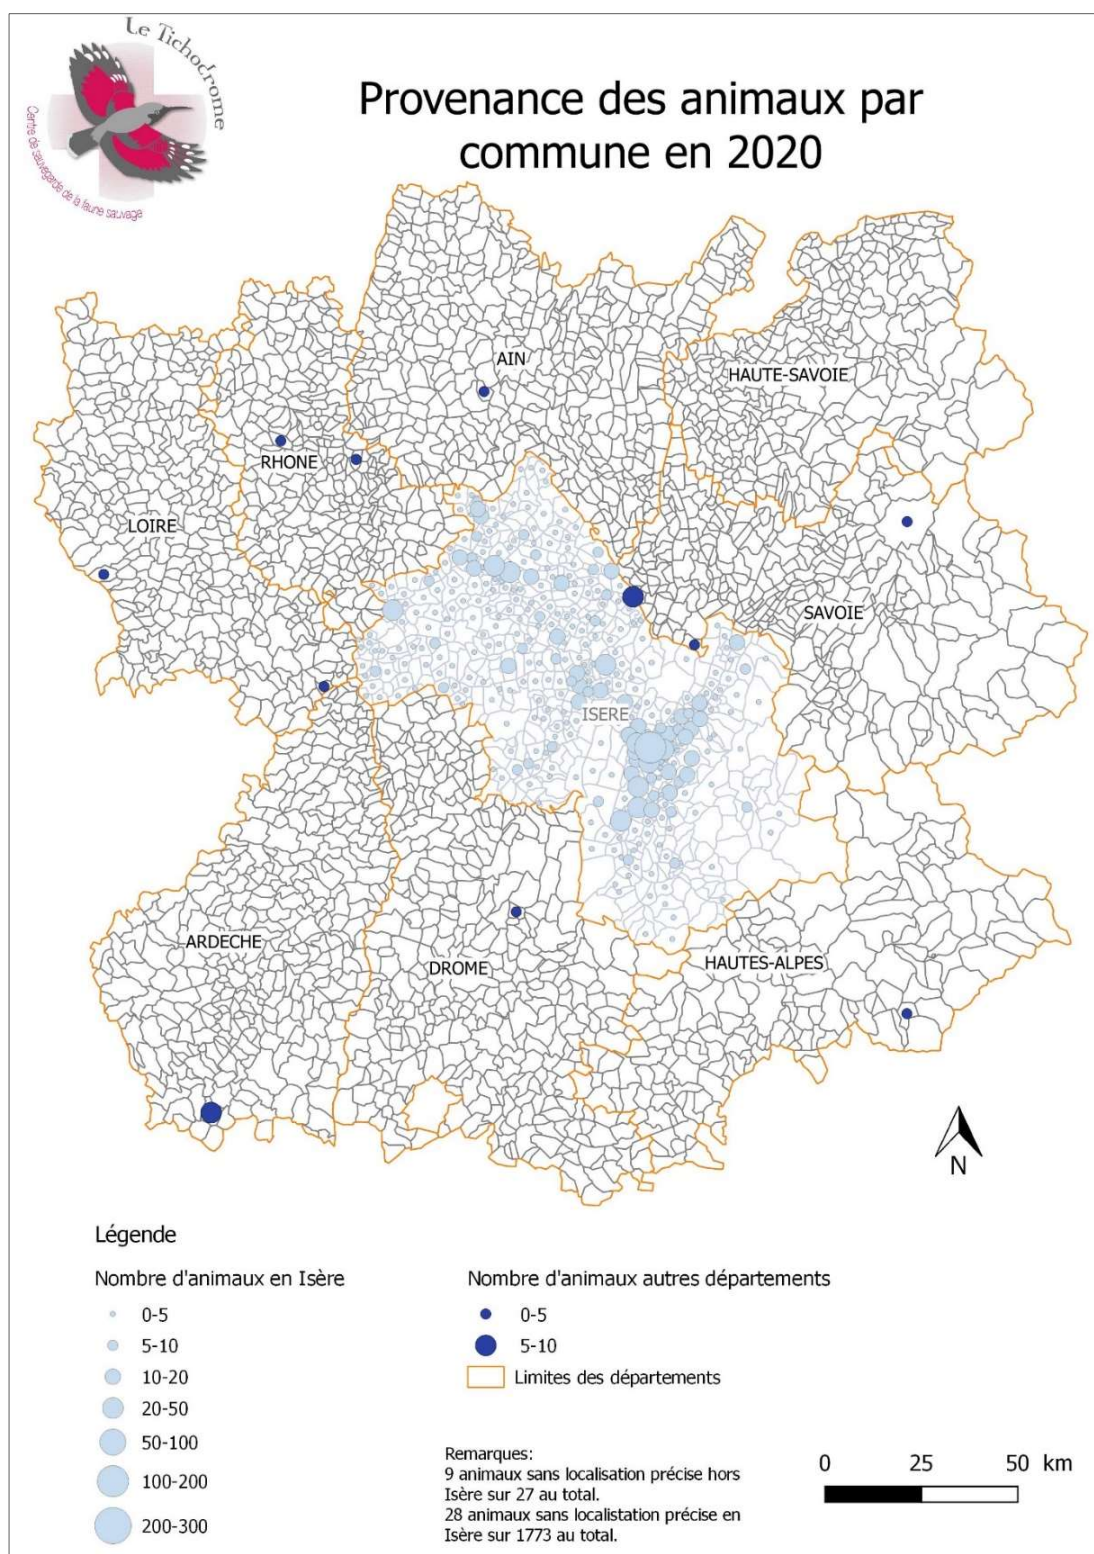 Le Tichodrome
Centre de sauvegarde de la faune sauvage
Provenance des animaux par
commune en 2020
AIN
HAUTE-SAVOIE
RHONE
LOIRE
SAVOIE
ISERE
ARDECHE
DROME
HAUTES-ALPES
N
Légende
Nombre d'animaux en Isère
0-5
5-10
10-20
20-50
50-100
100-200
200-300
Nombre d'animaux autres départements
0-5
5-10
Limites des départements
Remarques:
9 animaux sans localisation précise hors
Isère sur 27 au total.
28 animaux sans localistation précise en
Isère sur 1773 au total.
0 25 50 km